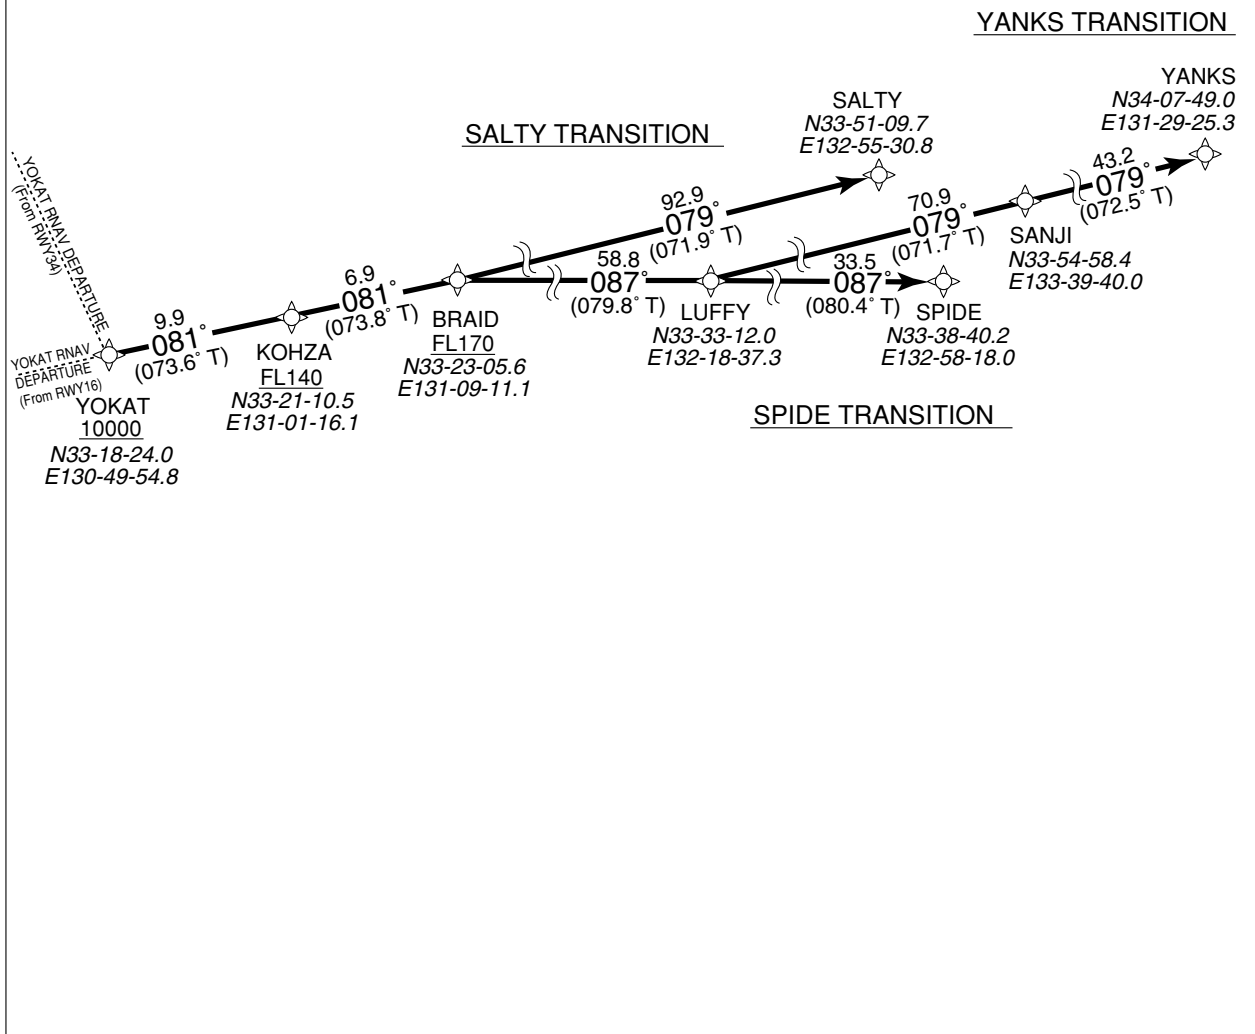 YANKS TRANSITION
YANKS
N34-07-49.0
E131-29-25.3
SALTY
N33-51-09.7
E132-55-30.8
SALTY TRANSITION
YOKAT RNAV DEPARTURE
(From RWY34)
43.2
079°
(072.5° T)
92.9
079°
(071.9° T)
70.9
079°
(071.7° T)
SANJI
N33-54-58.4
E133-39-40.0
58.8
087°
(079.8° T)
33.5
087°
(080.4° T)
6.9
081°
(073.8° T)
9.9
081°
(073.6° T)
LUFFY
N33-33-12.0
E132-18-37.3
SPIDE
N33-38-40.2
E132-58-18.0
BRAID
FL170
N33-23-05.6
E131-09-11.1
KOHZA
FL140
N33-21-10.5
E131-01-16.1
YOKAT RNAV
DEPARTURE
(From RWY16)
YOKAT
10000
N33-18-24.0
E130-49-54.8
SPIDE TRANSITION